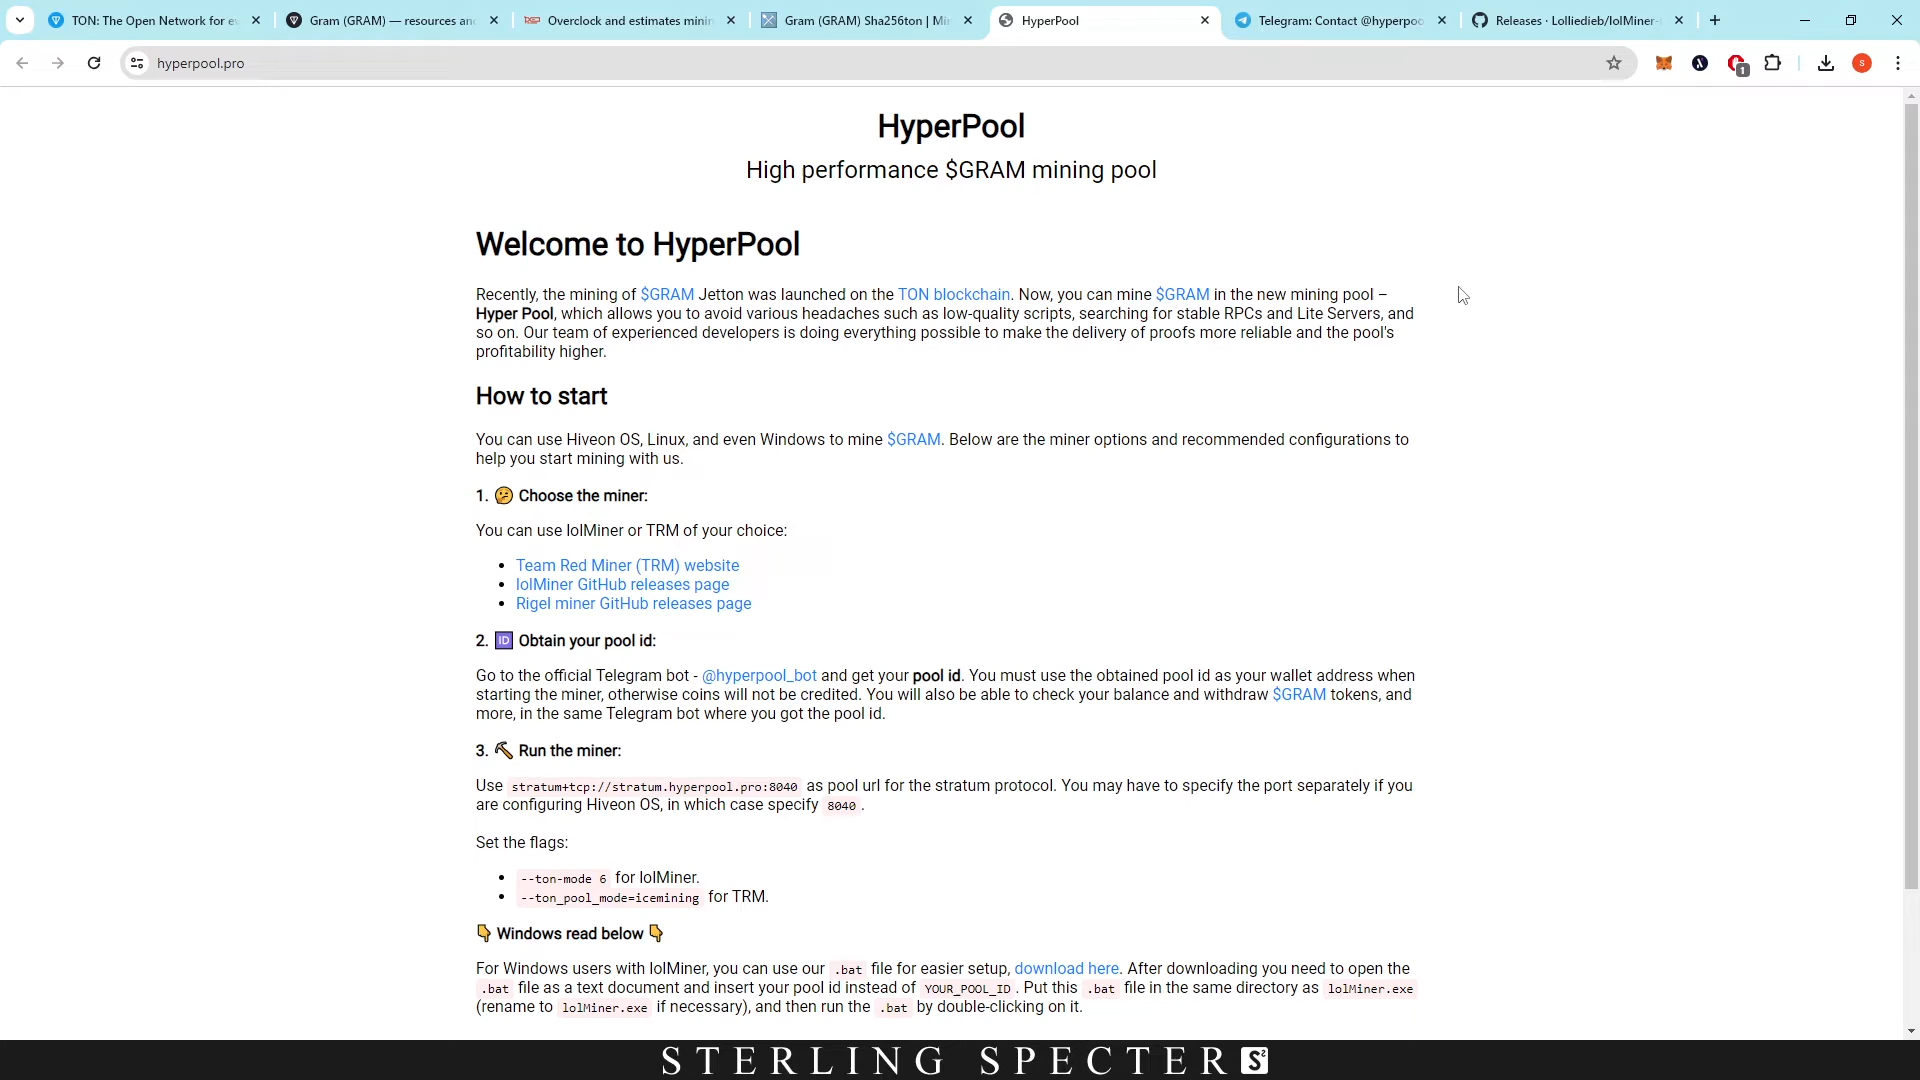 TON: The Open Network for ev
Gram (GRAM) — resources and
Overclock and estimates minin
Gram (GRAM) Sha256ton | Mi
HyperPool
Telegram: Contact @hyperpoo
Releases · Lolliedieb/lolMiner-
hyperpool.pro
1
S
HyperPool
High performance $GRAM mining pool
Welcome to HyperPool
Recently, the mining of $GRAM Jetton was launched on the TON blockchain. Now, you can mine $GRAM in the new mining pool –
Hyper Pool, which allows you to avoid various headaches such as low-quality scripts, searching for stable RPCs and Lite Servers, and
so on. Our team of experienced developers is doing everything possible to make the delivery of proofs more reliable and the pool's
profitability higher.
How to start
You can use Hiveon OS, Linux, and even Windows to mine $GRAM. Below are the miner options and recommended configurations to
help you start mining with us.
1. 🤔 Choose the miner:
You can use lolMiner or TRM of your choice:
• Team Red Miner (TRM) website
• lolMiner GitHub releases page
• Rigel miner GitHub releases page
2. 🆔 Obtain your pool id:
Go to the official Telegram bot - @hyperpool_bot and get your pool id. You must use the obtained pool id as your wallet address when
starting the miner, otherwise coins will not be credited. You will also be able to check your balance and withdraw $GRAM tokens, and
more, in the same Telegram bot where you got the pool id.
3. ⛏ Run the miner:
Use stratum+tcp://stratum.hyperpool.pro:8040 as pool url for the stratum protocol. You may have to specify the port separately if you
are configuring Hiveon OS, in which case specify 8040.
Set the flags:
• --ton-mode 6 for lolMiner.
• --ton_pool_mode=icemining for TRM.
👇 Windows read below 👇
For Windows users with lolMiner, you can use our .bat file for easier setup, download here. After downloading you need to open the
.bat file as a text document and insert your pool id instead of YOUR_POOL_ID. Put this .bat file in the same directory as lolMiner.exe
(rename to lolMiner.exe if necessary), and then run the .bat by double-clicking on it.
STERLING SPECTER S²